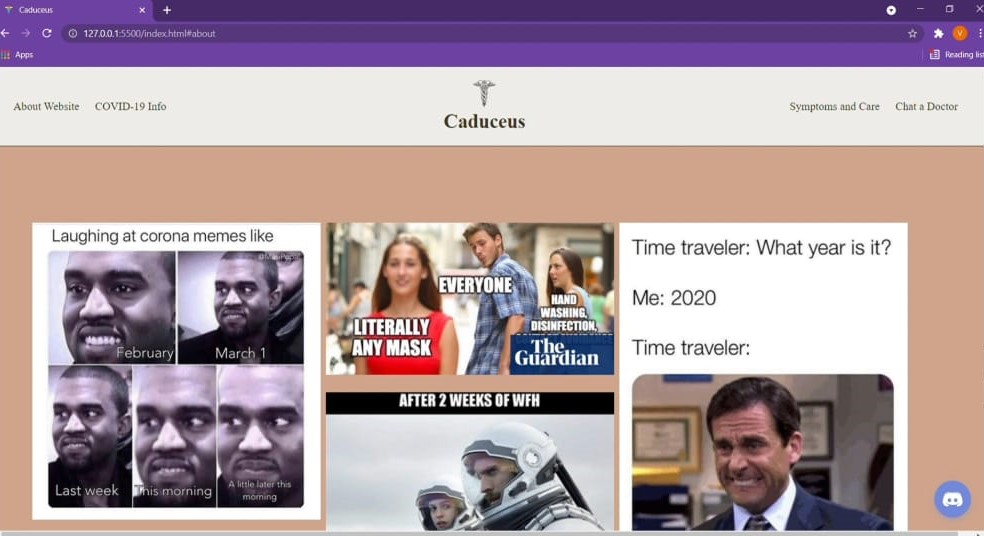 Caduceus
127.0.0.1:5500/index.html#about
V
Apps
Reading list
About Website
COVID-19 Info
Caduceus
Symptoms and Care
Chat a Doctor
Laughing at corona memes like
February
March 1
Last week
This morning
A little later this
morning
EVERYONE
LITERALLY
ANY MASK
HAND
WASHING,
DISINFECTION,
The
Guardian
AFTER 2 WEEKS OF WFH
Time traveler: What year is it?
Me: 2020
Time traveler: